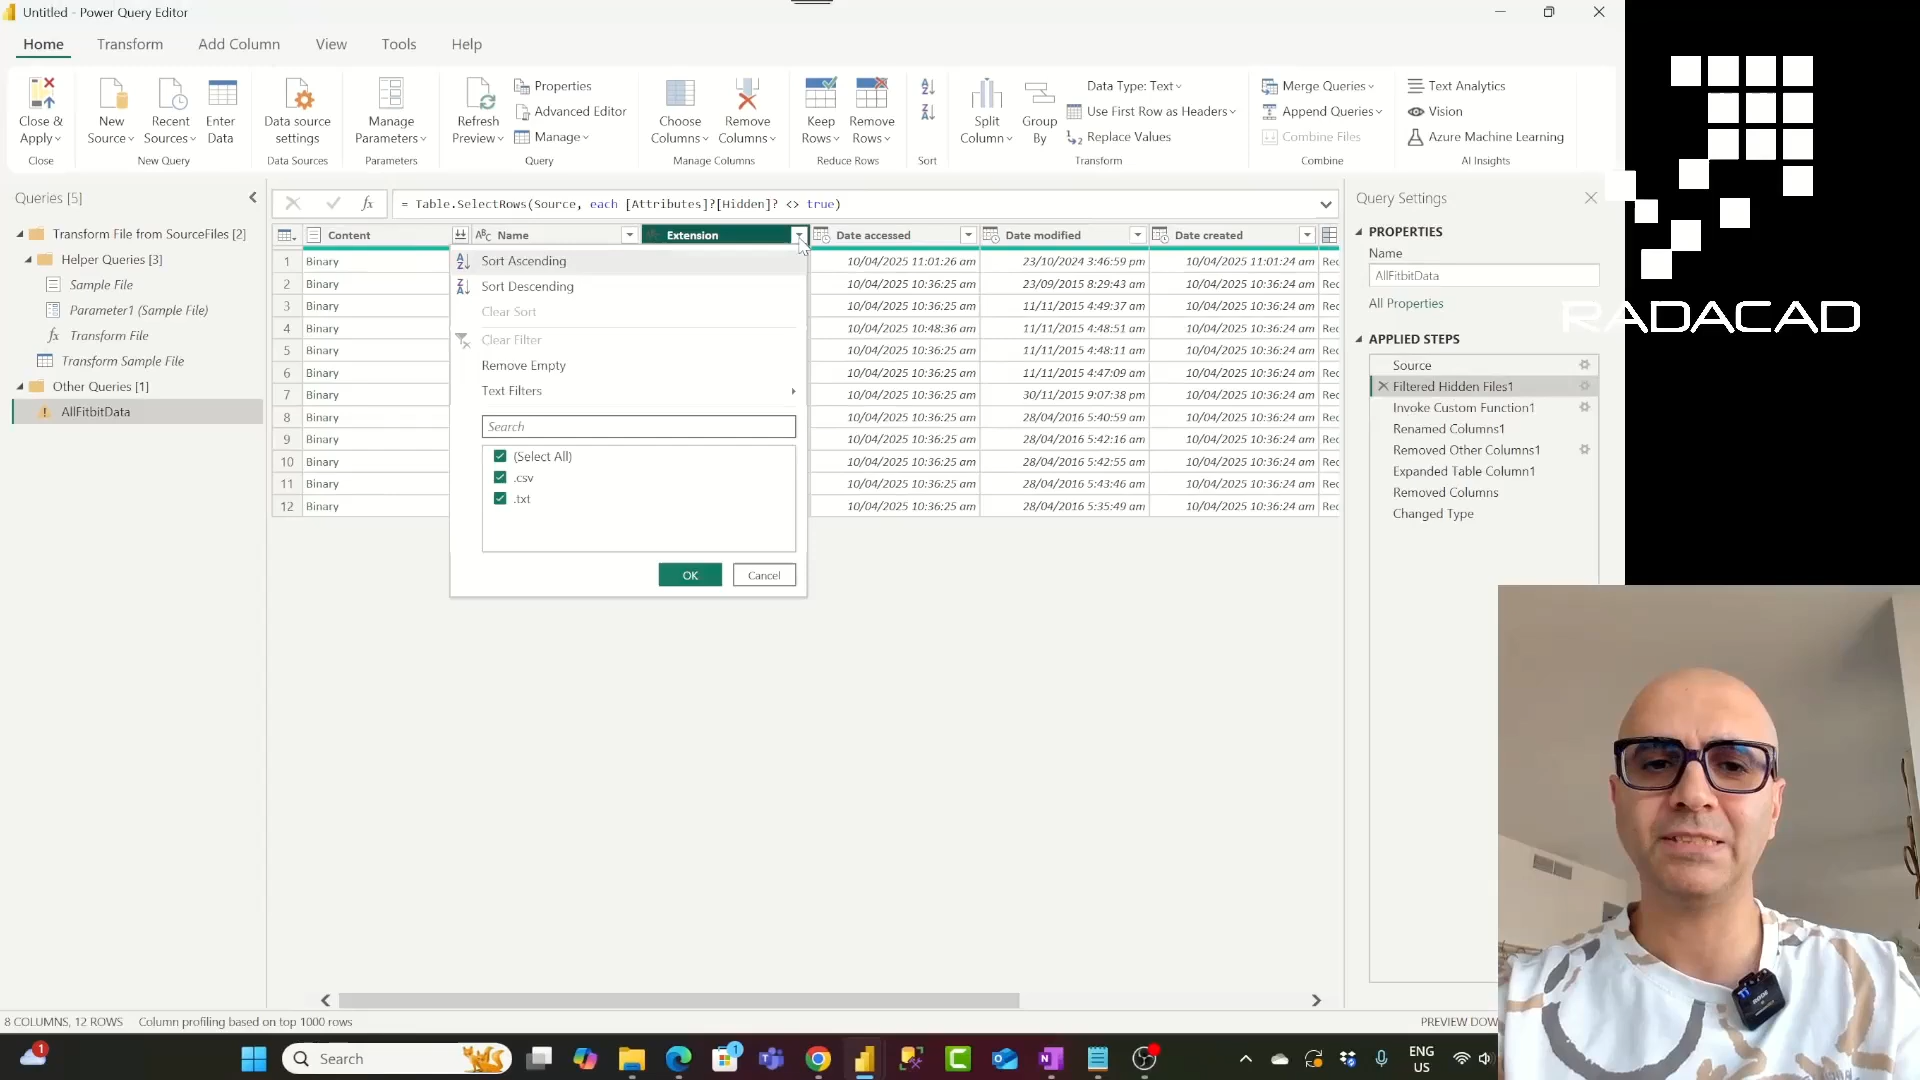 Untitled - Power Query Editor
Home Transform Add Column View Tools Help
Close & Apply
New Source
Recent Sources
Enter Data
Data source settings
Manage Parameters
Refresh Preview
Properties
Advanced Editor
Manage
Choose Columns
Remove Columns
Keep Rows
Remove Rows
Split Column
Group By
Data Type: Text
Use First Row as Headers
Replace Values
Merge Queries
Append Queries
Combine Files
Text Analytics
Vision
Azure Machine Learning
Close New Query Data Sources Parameters Query Manage Columns Reduce Rows Sort Transform Combine AI Insights
RADACAD
Queries [5]
Transform File from SourceFiles [2]
Helper Queries [3]
Sample File
Parameter1 (Sample File)
fx Transform File
Transform Sample File
Other Queries [1]
AllFitbitData
fx = Table.SelectRows(Source, each [Attributes]?[Hidden]? <> true)
Content ABC Name Extension Date accessed Date modified Date created
1 Binary 10/04/2025 11:01:26 am 23/10/2024 3:46:59 pm 10/04/2025 11:01:24 am Rec
2 Binary 10/04/2025 10:36:25 am 23/09/2015 8:29:43 am 10/04/2025 10:36:24 am Rec
3 Binary 10/04/2025 10:36:25 am 11/11/2015 4:49:37 am 10/04/2025 10:36:24 am Rec
4 Binary 10/04/2025 10:48:36 am 11/11/2015 4:48:51 am 10/04/2025 10:36:24 am Rec
5 Binary 10/04/2025 10:36:25 am 11/11/2015 4:48:11 am 10/04/2025 10:36:24 am Rec
6 Binary 10/04/2025 10:36:25 am 11/11/2015 4:47:09 am 10/04/2025 10:36:24 am Rec
7 Binary 10/04/2025 10:36:25 am 30/11/2015 9:07:38 pm 10/04/2025 10:36:24 am Rec
8 Binary 10/04/2025 10:36:25 am 28/04/2016 5:40:59 am 10/04/2025 10:36:24 am Rec
9 Binary 10/04/2025 10:36:25 am 28/04/2016 5:42:16 am 10/04/2025 10:36:24 am Rec
10 Binary 10/04/2025 10:36:25 am 28/04/2016 5:42:55 am 10/04/2025 10:36:24 am Rec
11 Binary 10/04/2025 10:36:25 am 28/04/2016 5:43:46 am 10/04/2025 10:36:24 am Rec
12 Binary 10/04/2025 10:36:25 am 28/04/2016 5:35:49 am 10/04/2025 10:36:24 am Rec
Sort Ascending
Sort Descending
Clear Sort
Clear Filter
Remove Empty
Text Filters
Search
(Select All)
.csv
.txt
OK Cancel
Query Settings
PROPERTIES
Name
AllFitbitData
All Properties
APPLIED STEPS
Source
Filtered Hidden Files1
Invoke Custom Function1
Renamed Columns1
Removed Other Columns1
Expanded Table Column1
Removed Columns
Changed Type
8 COLUMNS, 12 ROWS Column profiling based on top 1000 rows PREVIEW DOW
1 Search 1 ENG
US